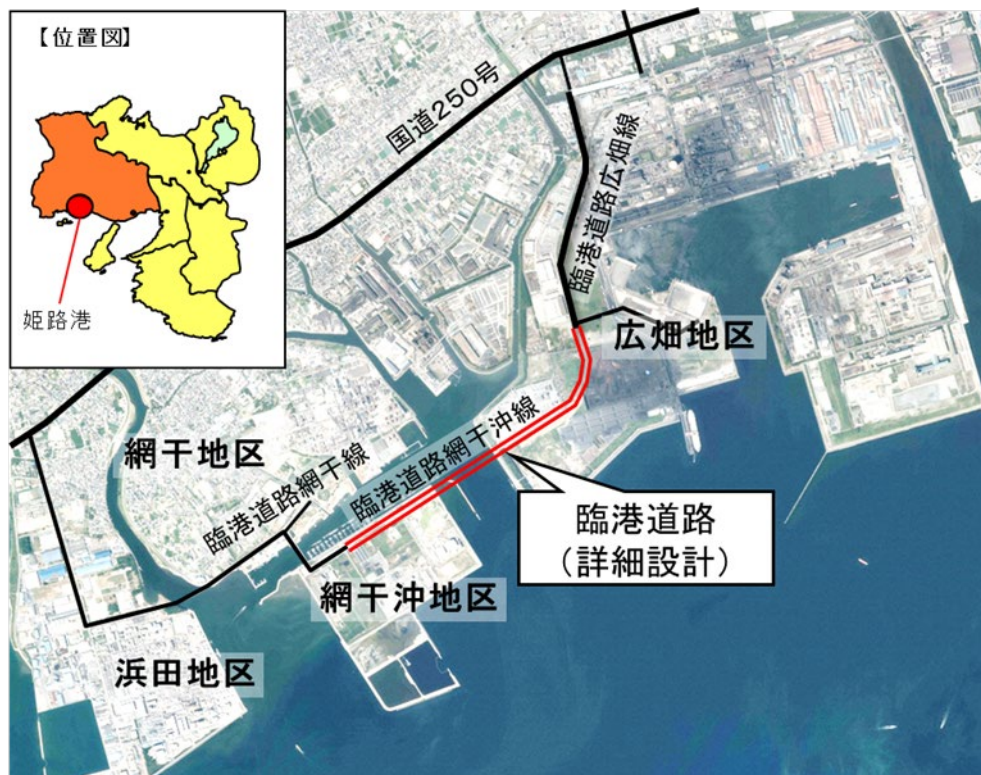 【位置図】
姫路港
国道250号
臨港道路広畑線
広畑地区
網干地区
臨港道路網干線
臨港道路網干沖線
臨港道路
（詳細設計）
網干沖地区
浜田地区